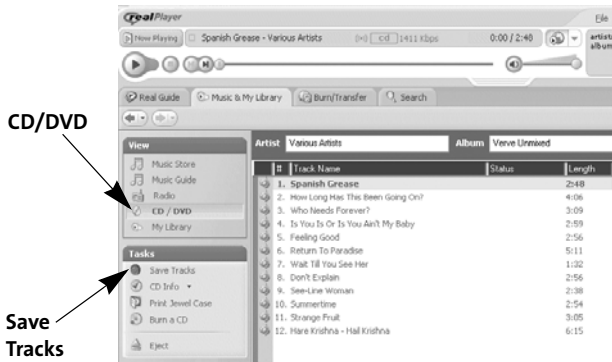 realPlayer
File
Now Playing Spanish Grease - Various Artists cd 1411 Kbps 0:00 / 2:48 artist:
album
Real Guide Music & My Library Burn/Transfer Search
CD/DVD
View
Music Store
Music Guide
Radio
CD / DVD
My Library
Artist Various Artists Album Verve Unmixed
# Track Name Status Length
1. Spanish Grease 2:48
2. How Long Has This Been Going On? 4:06
3. Who Needs Forever? 3:09
4. Is You Is Or Is You Ain't My Baby 2:59
5. Feeling Good 2:56
6. Return To Paradise 5:11
7. Wait Till You See Her 1:32
8. Don't Explain 2:56
9. See-Line Woman 2:38
10. Summertime 2:54
11. Strange Fruit 3:05
12. Hare Krishna - Hail Krishna 6:15
Tasks
Save Tracks
CD Info
Print Jewel Case
Burn a CD
Eject
Save
Tracks